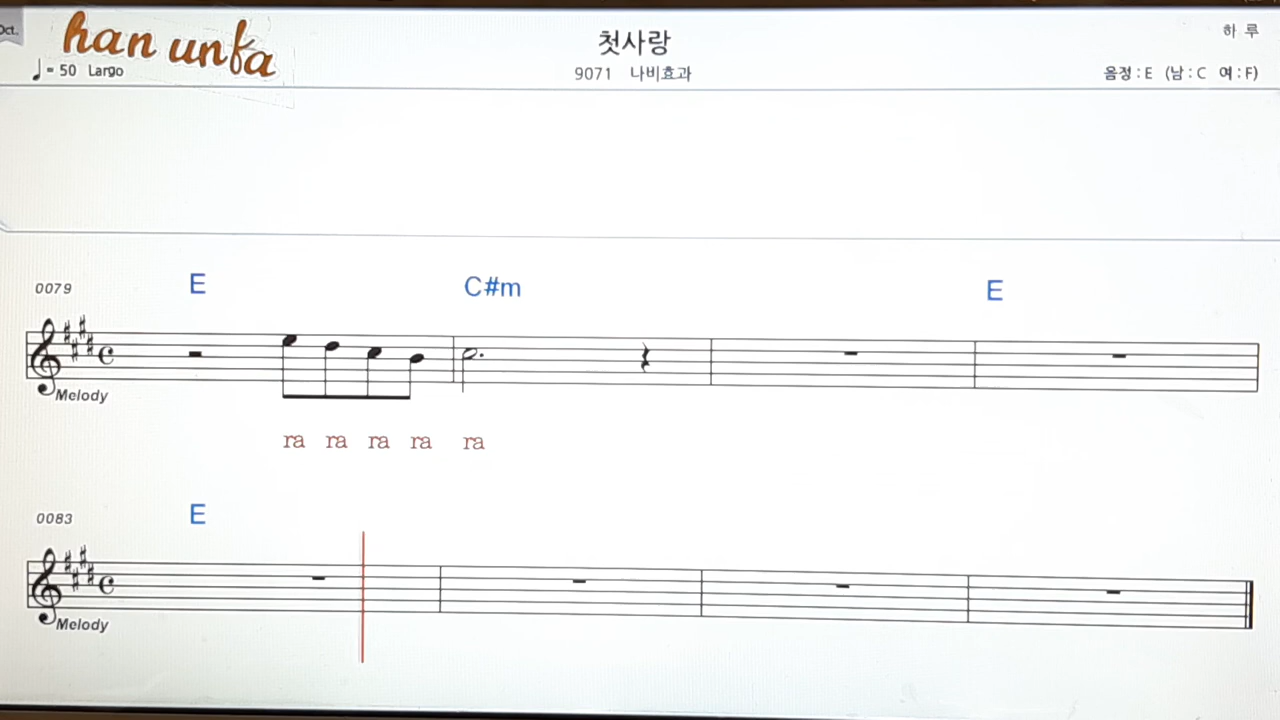 Oct.
han unfa
첫사랑
하 루
♩= 50 Largo
9071 나비효과
음정 : E (남 : C 여 : F)
0079 E C#m E
Melody
ra ra ra ra ra
0083 E
Melody